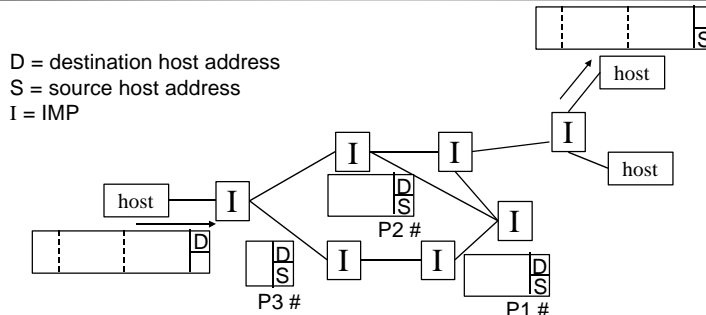 S
D = destination host address
S = source host address
I = IMP
host
I
I
I
host
host
I
D
S
P2 #
I
D
D
S
P3 #
I
I
D
S
P1 #